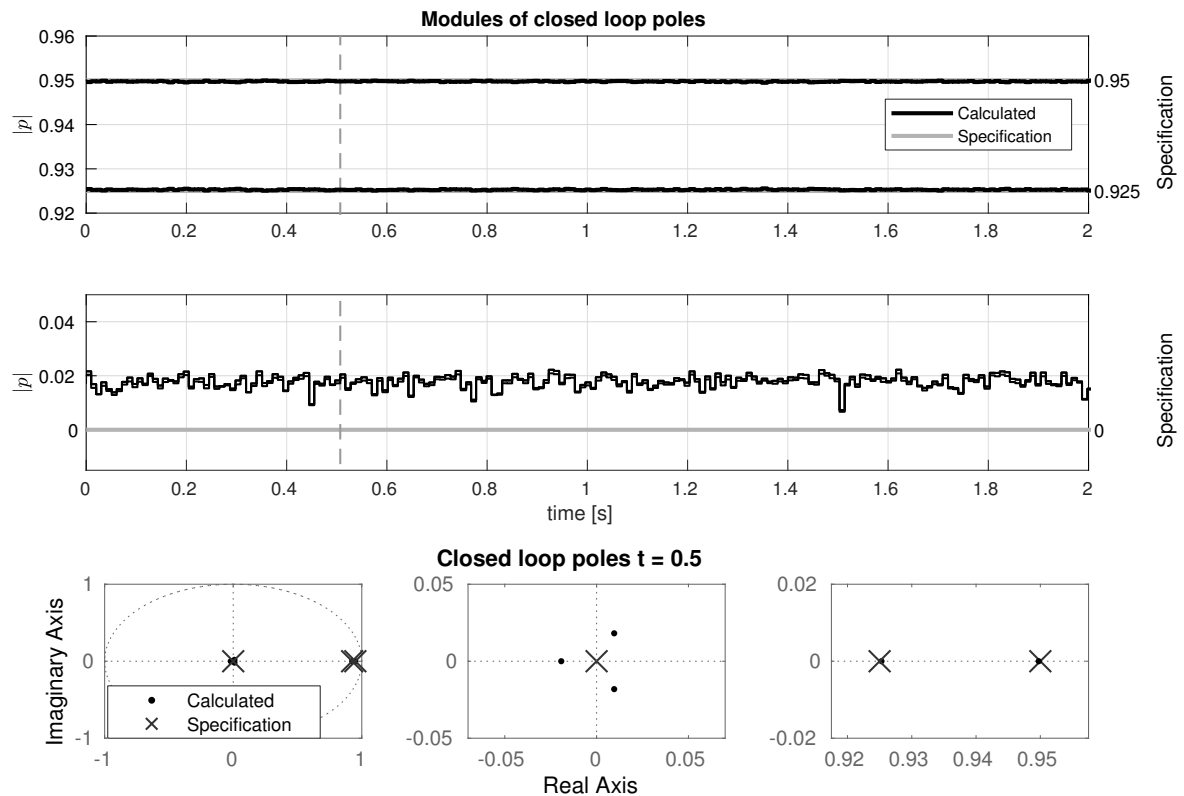 Modules of closed loop poles
0.96
0.95
0.94
0.93
0.92
|p|
0.95
0.925
Specification
Calculated
Specification
0 0.2 0.4 0.6 0.8 1 1.2 1.4 1.6 1.8 2
0.04
0.02
0
|p|
0
Specification
0 0.2 0.4 0.6 0.8 1 1.2 1.4 1.6 1.8 2
time [s]
Closed loop poles t = 0.5
Imaginary Axis
1
0
-1
-1 0 1
Calculated
Specification
0.05
0
-0.05
-0.05 0 0.05
Real Axis
0.02
0
-0.02
0.92 0.93 0.94 0.95